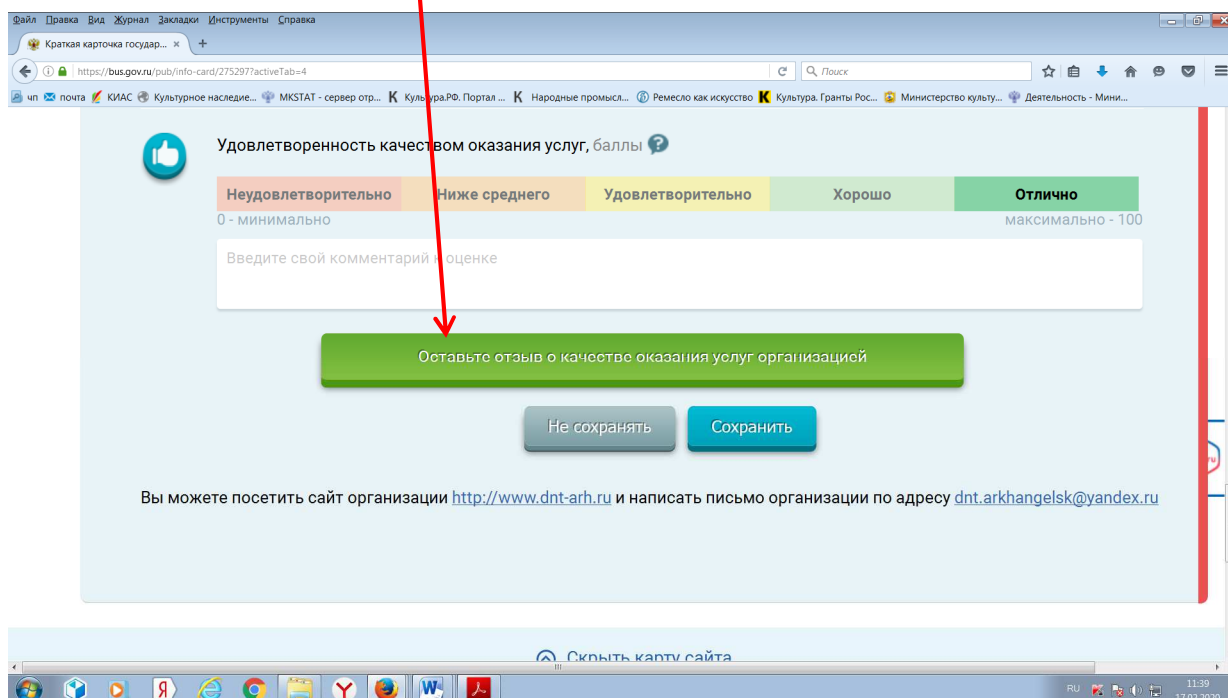 Файл Правка Вид Журнал Закладки Инструменты Справка
Краткая карточка государ... × +
https://bus.gov.ru/pub/info-card/275297?activeTab=4 Поиск
чп почта КИАС Культурное наследие... MKSTAT - сервер отр... Культура.РФ. Портал ... Народные промысл... Ремесло как искусство Культура. Гранты Рос... Министерство культу... Деятельность - Мини...
Удовлетворенность качеством оказания услуг, баллы ?
Неудовлетворительно Ниже среднего Удовлетворительно Хорошо Отлично
0 - минимально максимально - 100
Введите свой комментарий к оценке
Оставьте отзыв о качестве оказания услуг организацией
Не сохранять Сохранить
Вы можете посетить сайт организации http://www.dnt-arh.ru и написать письмо организации по адресу dnt.arkhangelsk@yandex.ru
Скрыть карту сайта
RU 11:39
17.02.2020